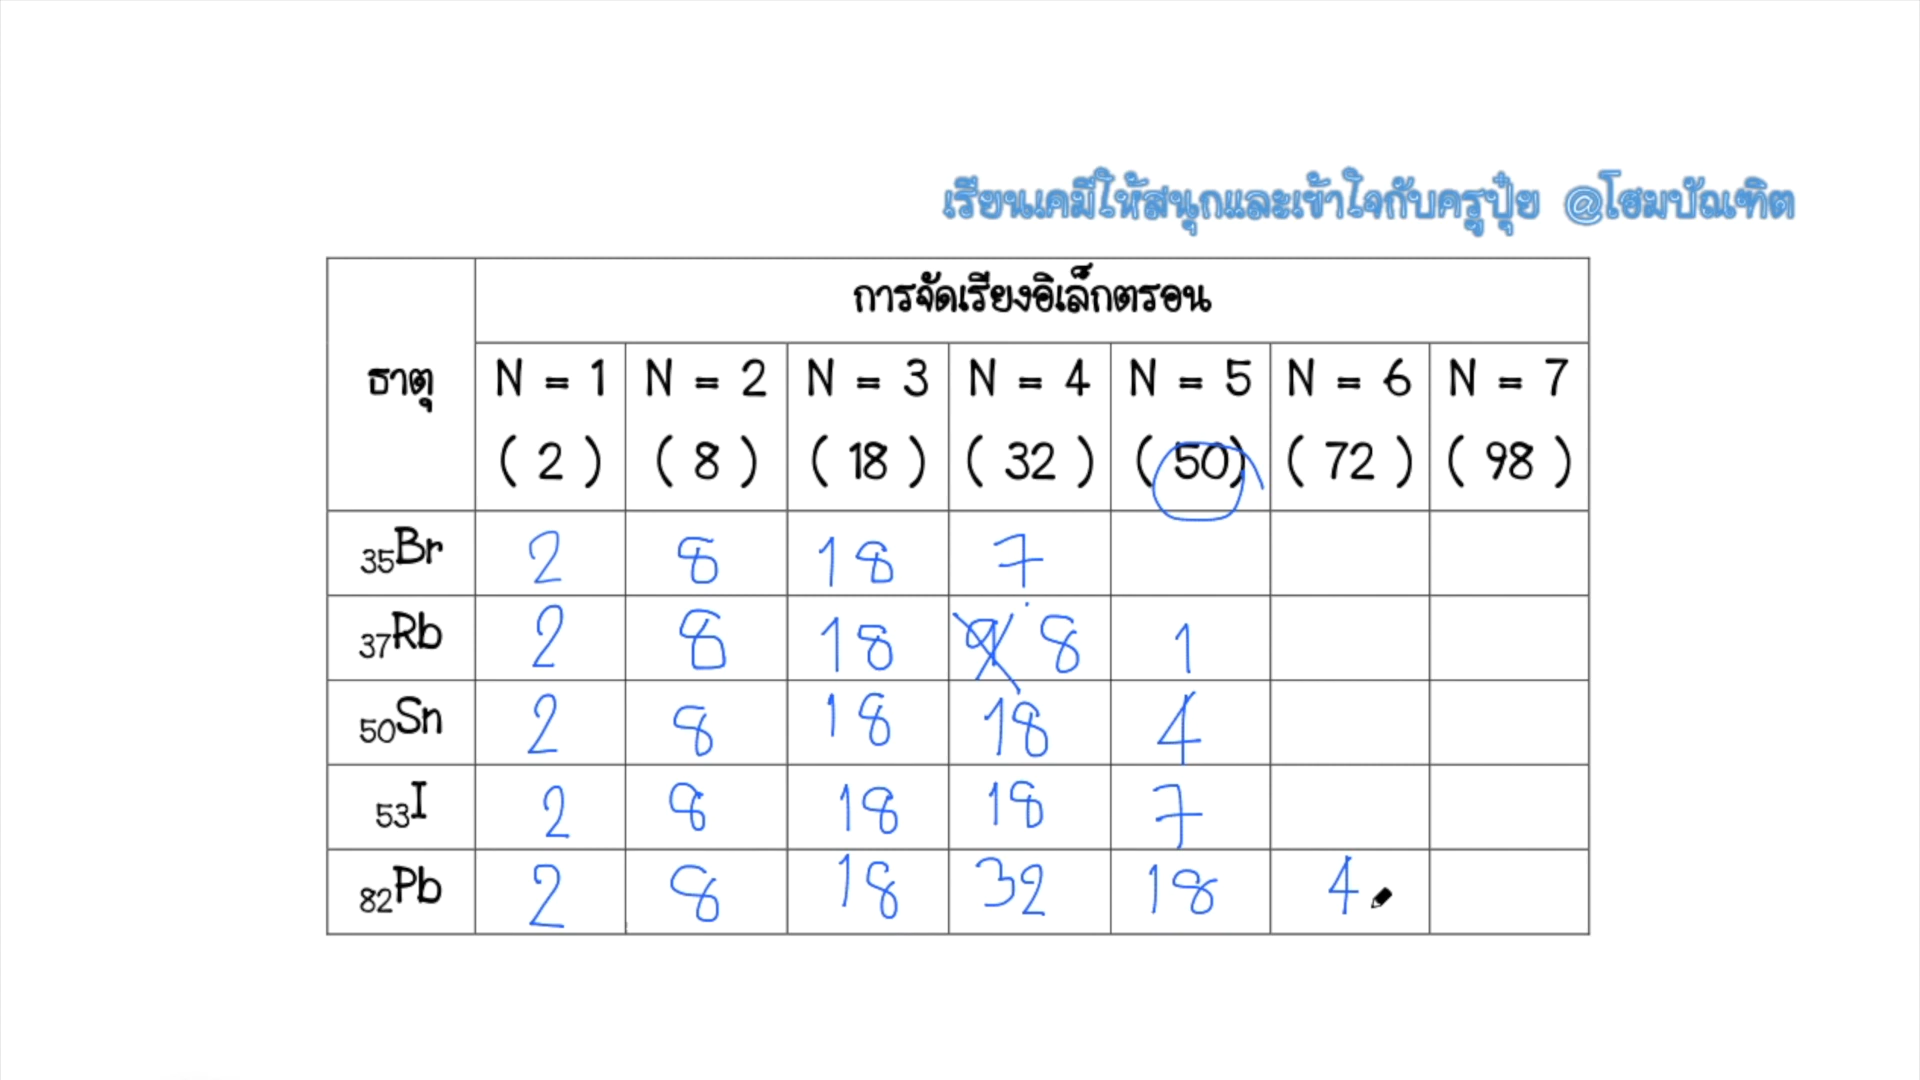 เรียนเคมีให้สนุกและเข้าใจกับครูปุ๋ย @โฮมบัณฑิต
ธาตุ การจัดเรียงอิเล็กตรอน
N = 1 N = 2 N = 3 N = 4 N = 5 N = 6 N = 7
( 2 ) ( 8 ) ( 18 ) ( 32 ) ( 50) ( 72 ) ( 98 )
35Br 2 8 18 7
37Rb 2 8 18 9 8 1
50Sn 2 8 18 18 4
53I 2 8 18 18 7
82Pb 2 8 18 32 18 4